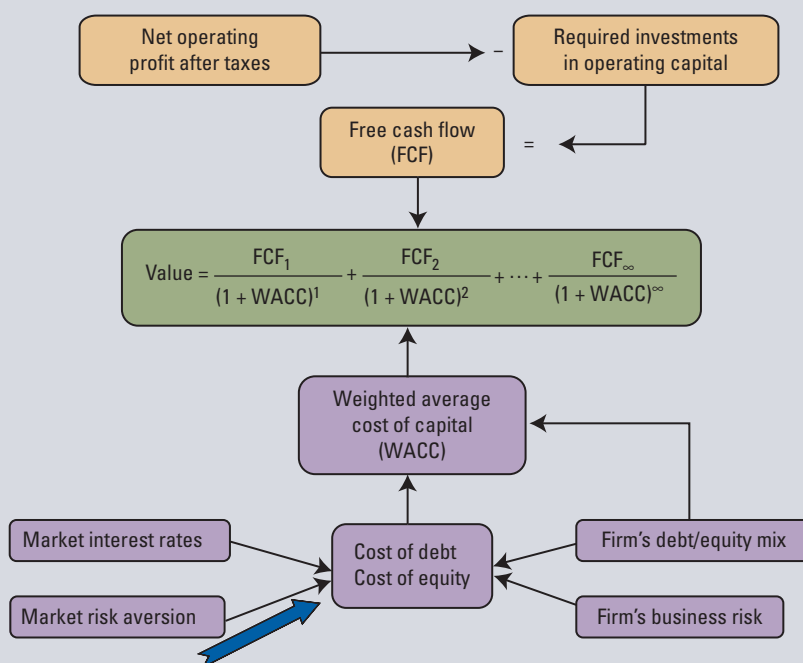 Net operating
profit after taxes
–
Required investments
in operating capital
Free cash flow
(FCF)
=
Value = FCF₁/(1 + WACC)¹ + FCF₂/(1 + WACC)² + ⋯ + FCF∞/(1 + WACC)^∞
Weighted average
cost of capital
(WACC)
Market interest rates
Market risk aversion
Cost of debt
Cost of equity
Firm's debt/equity mix
Firm's business risk